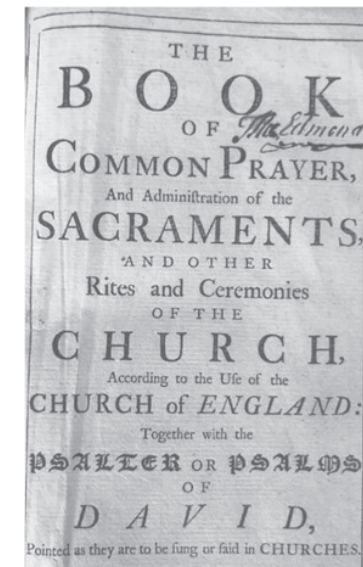 THE
BOOK
OF Tho Edmond
COMMON PRAYER,
And Adminiſtration of the
SACRAMENTS,
AND OTHER
Rites and Ceremonies
OF THE
CHURCH,
According to the Uſe of the
CHURCH of ENGLAND:
Together with the
PSALTER OR PSALMS
OF
DAVID,
Pointed as they are to be ſung or ſaid in CHURCHES.